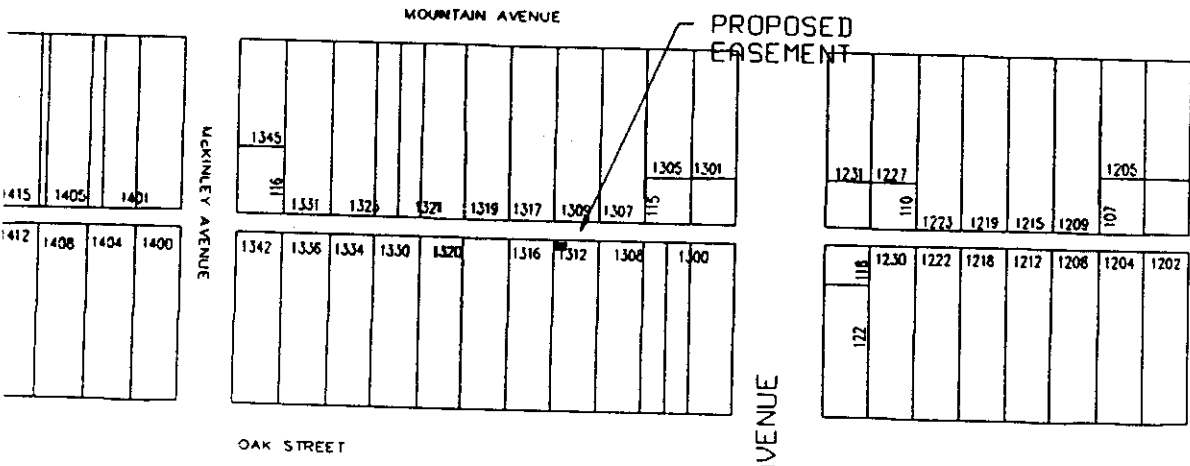 MOUNTAIN AVENUE
PROPOSED
EASEMENT
McKINLEY AVENUE
1415 1405 1401
1345
116
1331 1325 1321 1319 1317 1309 1307
115
1305 1301
1231 1227
110
1223 1219 1215 1209
107
1205
1412 1408 1404 1400
1342 1336 1334 1330 1320 1316 1312 1308 1300
118
122
1230 1222 1218 1212 1208 1204 1202
OAK STREET
VENUE